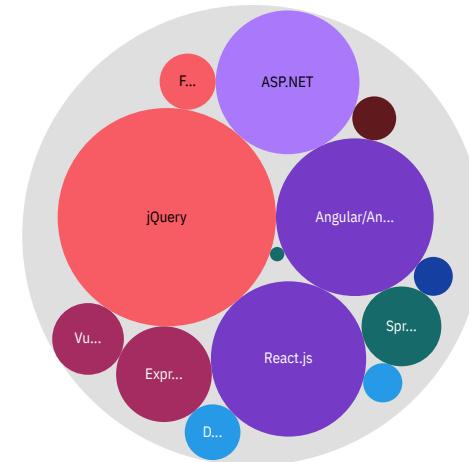 F...
ASP.NET
jQuery
Angular/An...
Spr...
Vu...
React.js
Expr...
D...